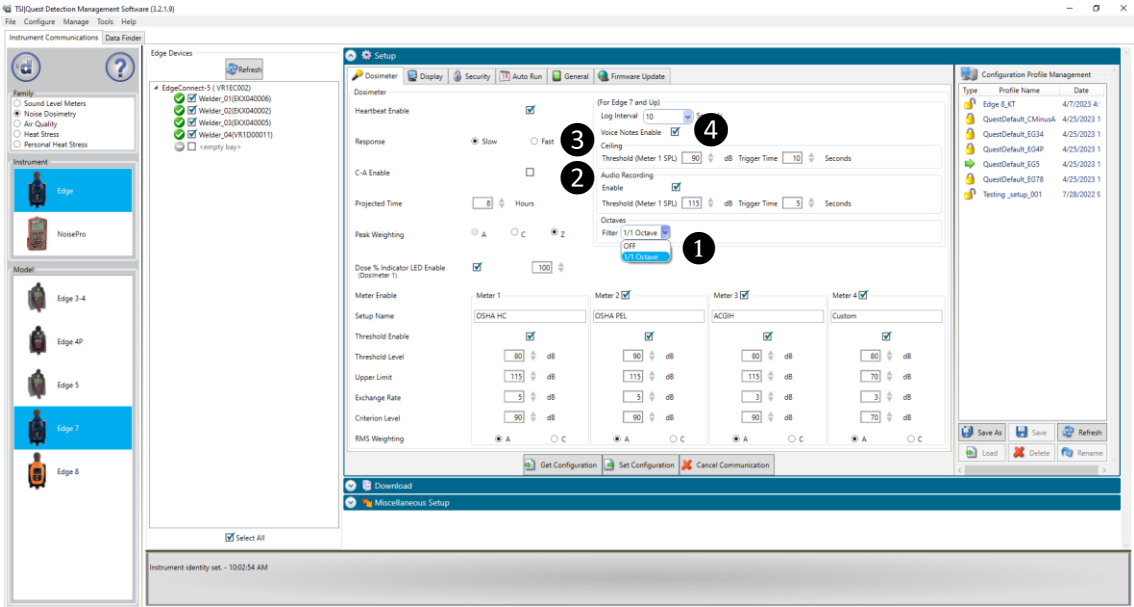 TSI|Quest Detection Management Software (3.2.1.9)
File Configure Manage Tools Help
Instrument Communications Data Finder
Family
Sound Level Meters
Noise Dosimetry
Air Quality
Heat Stress
Personal Heat Stress
Instrument
Edge
NoisePro
Model
Edge 3-4
Edge 4P
Edge 5
Edge 7
Edge 8
Edge Devices
Refresh
EdgeConnect-5 ( VR1EC002)
Welder_01(EKX040006)
Welder_02(EKX040002)
Welder_03(EKX040005)
Welder_04(VR1D00011)
<empty bay>
Select All
Setup
Dosimeter Display Security Auto Run General Firmware Update
Dosimeter
Heartbeat Enable
Response Slow Fast
C-A Enable
Projected Time 8 Hours
Peak Weighting A C Z
Dose % Indicator LED Enable 100
(Dosimeter 1)
(For Edge 7 and Up)
Log Interval 10
Voice Notes Enable
Ceiling
Threshold (Meter 1 SPL) 90 dB Trigger Time 10 Seconds
Audio Recording
Enable
Threshold (Meter 1 SPL) 115 dB Trigger Time 5 Seconds
Octaves
Filter 1/1 Octave
OFF
1/1 Octave
3
4
2
1
Meter Enable Meter 1 Meter 2 Meter 3 Meter 4
Setup Name OSHA HC OSHA PEL ACGIH Custom
Threshold Enable
Threshold Level 80 dB 90 dB 80 dB 80 dB
Upper Limit 115 dB 115 dB 115 dB 70 dB
Exchange Rate 5 dB 5 dB 3 dB 3 dB
Criterion Level 90 dB 90 dB 90 dB 70 dB
RMS Weighting A C A C A C A C
Get Configuration Set Configuration Cancel Communication
Download
Miscellaneous Setup
Configuration Profile Management
Type Profile Name Date
Edge 8_KT 4/7/2023 4:
QuestDefault_CMinusA 4/25/2023 1
QuestDefault_EG34 4/25/2023 1
QuestDefault_EG4P 4/25/2023 1
QuestDefault_EG5 4/25/2023 1
QuestDefault_EG78 4/25/2023 1
Testing _setup_001 7/28/2022
Save As Save Refresh
Load Delete Rename
Instrument identity set. - 10:02:54 AM